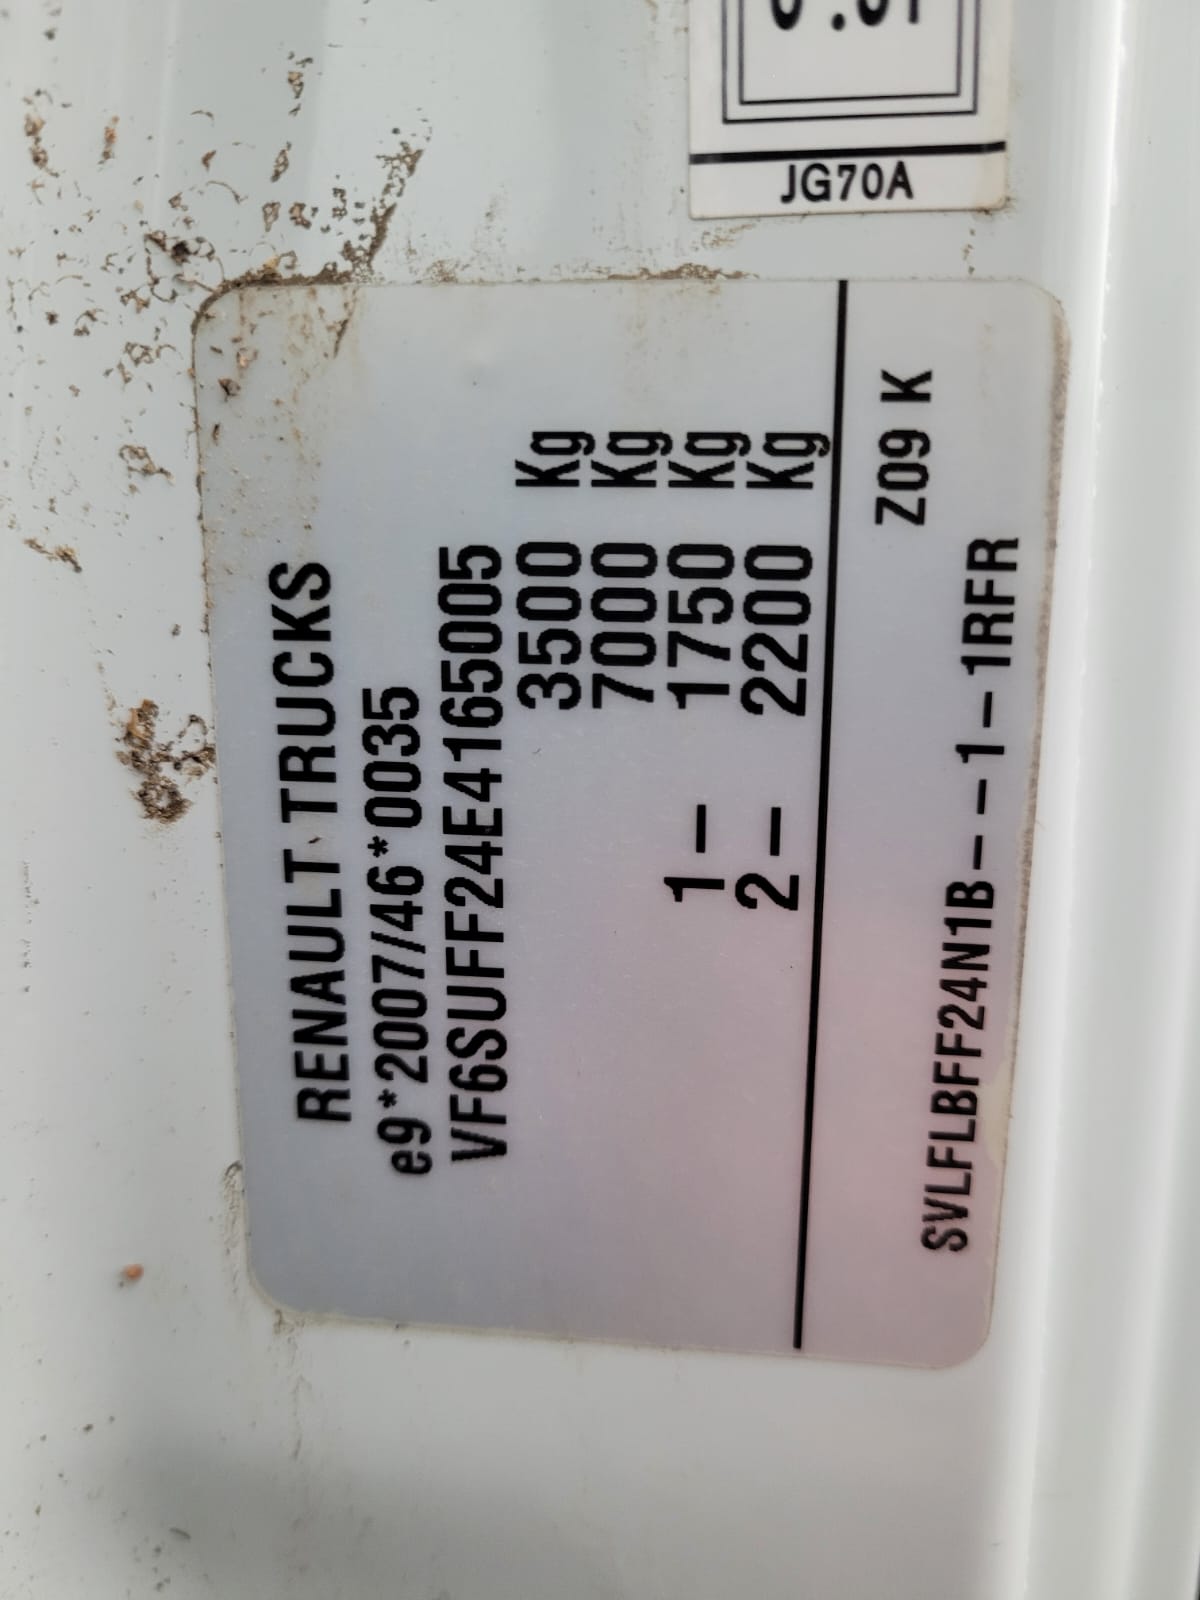 JG70A
RENAULT TRUCKS
e9*2007/46*0035
VF6SUFF24E4165005
3500 Kg
7000 Kg
1- 1750 Kg
2- 2200 Kg
Z09 K
SVLFLBFF24N1B---1-1RFR